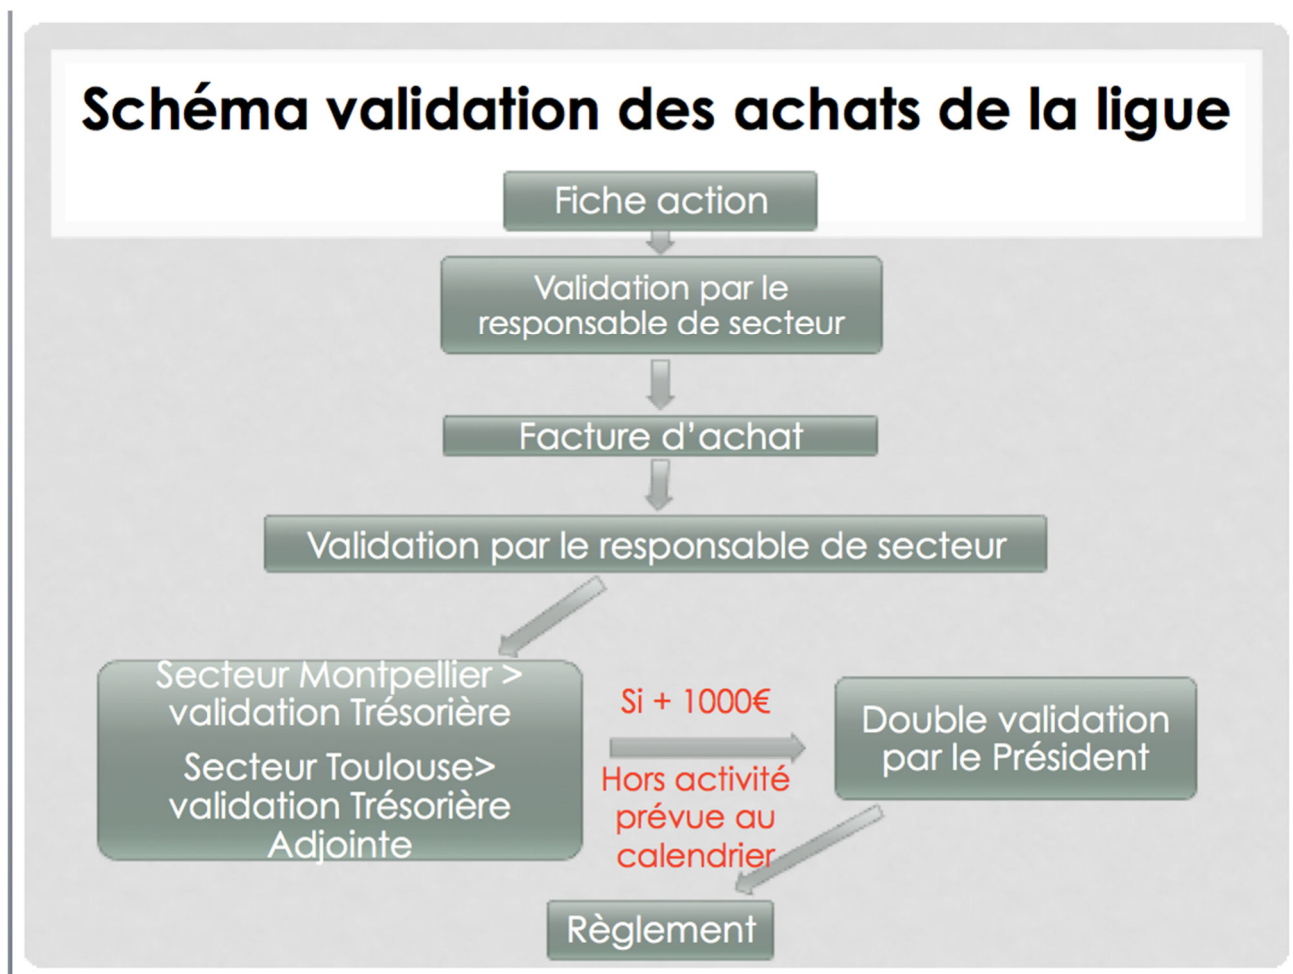 Schéma validation des achats de la ligue
Fiche action
Validation par le
responsable de secteur
Facture d'achat
Validation par le responsable de secteur
Secteur Montpellier >
validation Trésorière
Secteur Toulouse>
validation Trésorière
Adjointe
Si + 1000€
Hors activité
prévue au
calendrier
Double validation
par le Président
Règlement